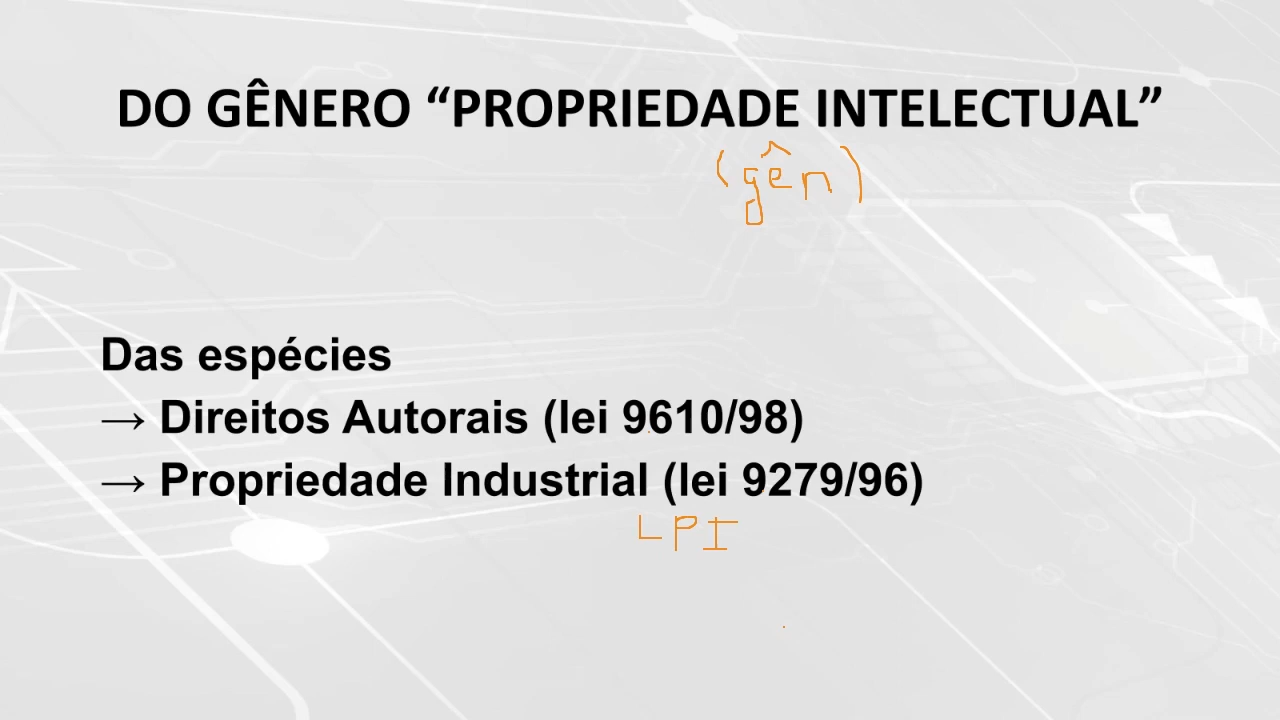 DO GÊNERO “PROPRIEDADE INTELECTUAL”
(gên)
Das espécies
→ Direitos Autorais (lei 9610/98)
→ Propriedade Industrial (lei 9279/96)
LPI